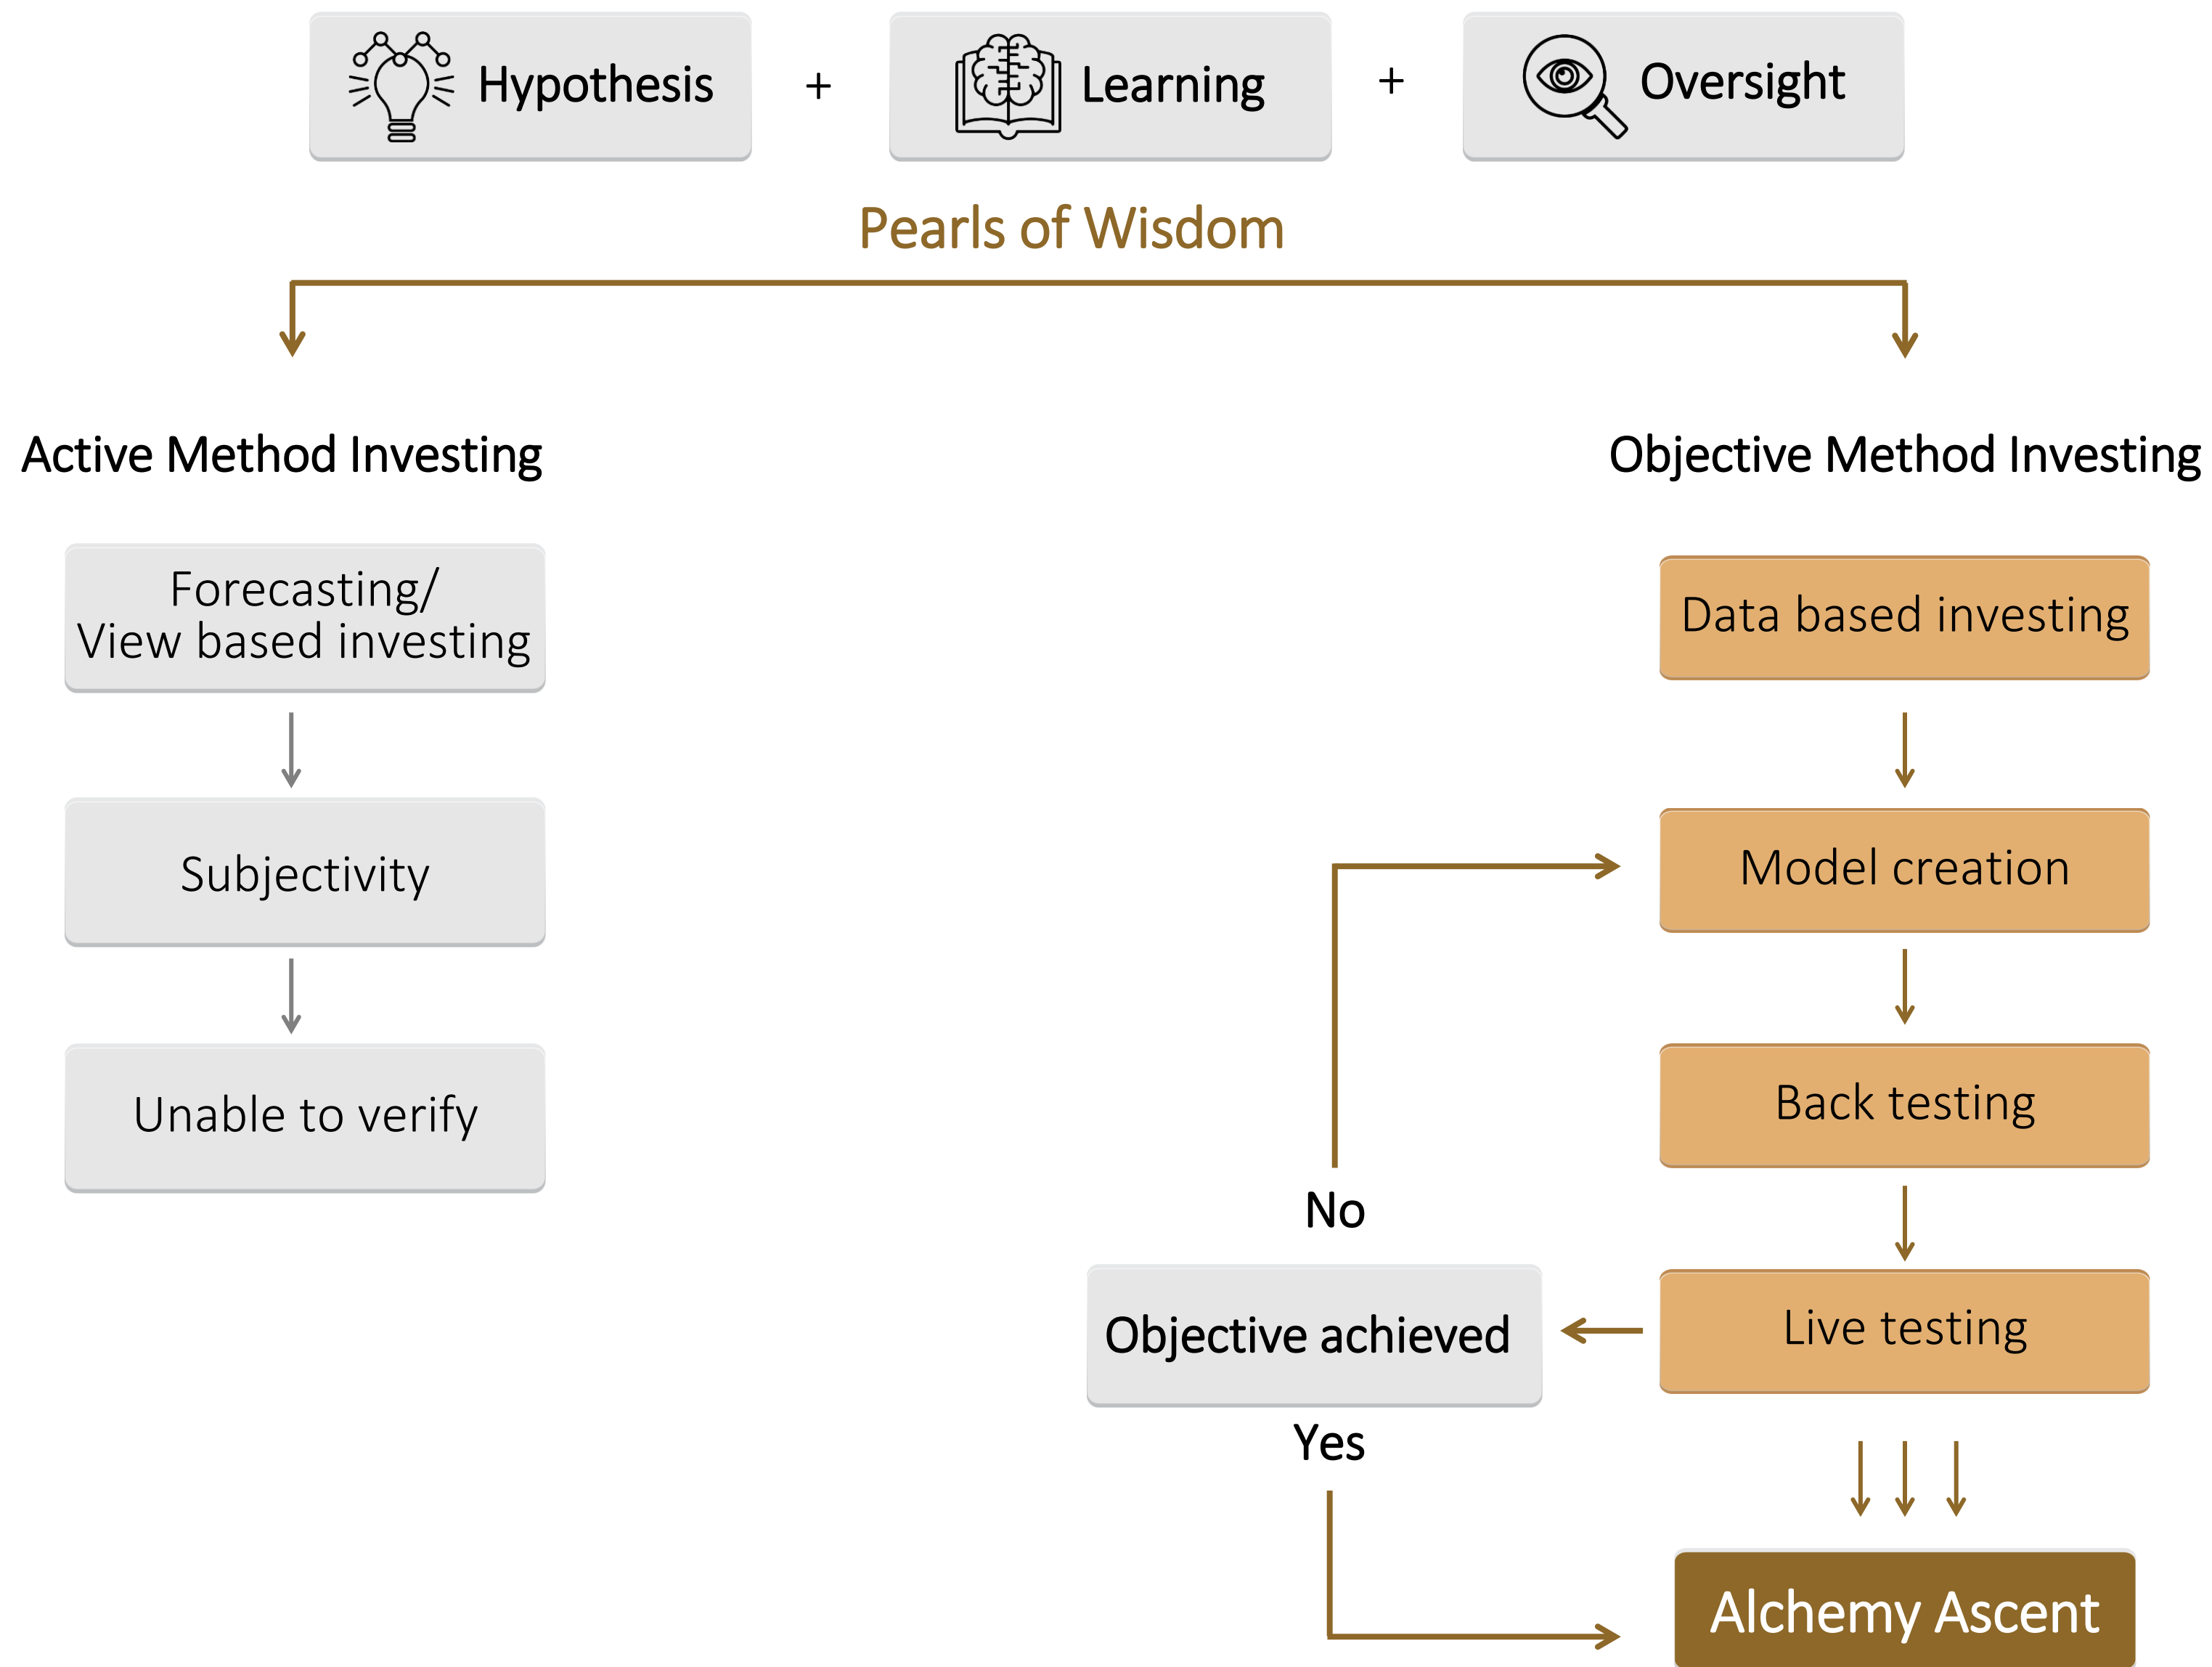 Hypothesis
+
Learning
+
Oversight
Pearls of Wisdom
Active Method Investing
Forecasting/
View based investing
Subjectivity
Unable to verify
Objective Method Investing
Data based investing
Model creation
Back testing
Live testing
No
Objective achieved
Yes
Alchemy Ascent